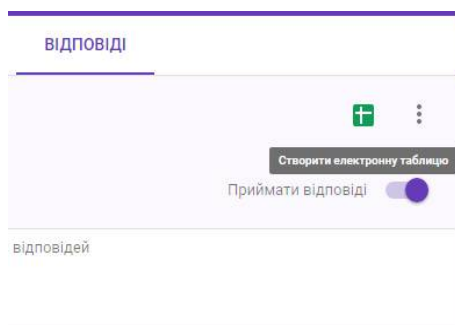 ВІДПОВІДІ
Створити електронну таблицю
Приймати відповіді
відповідей